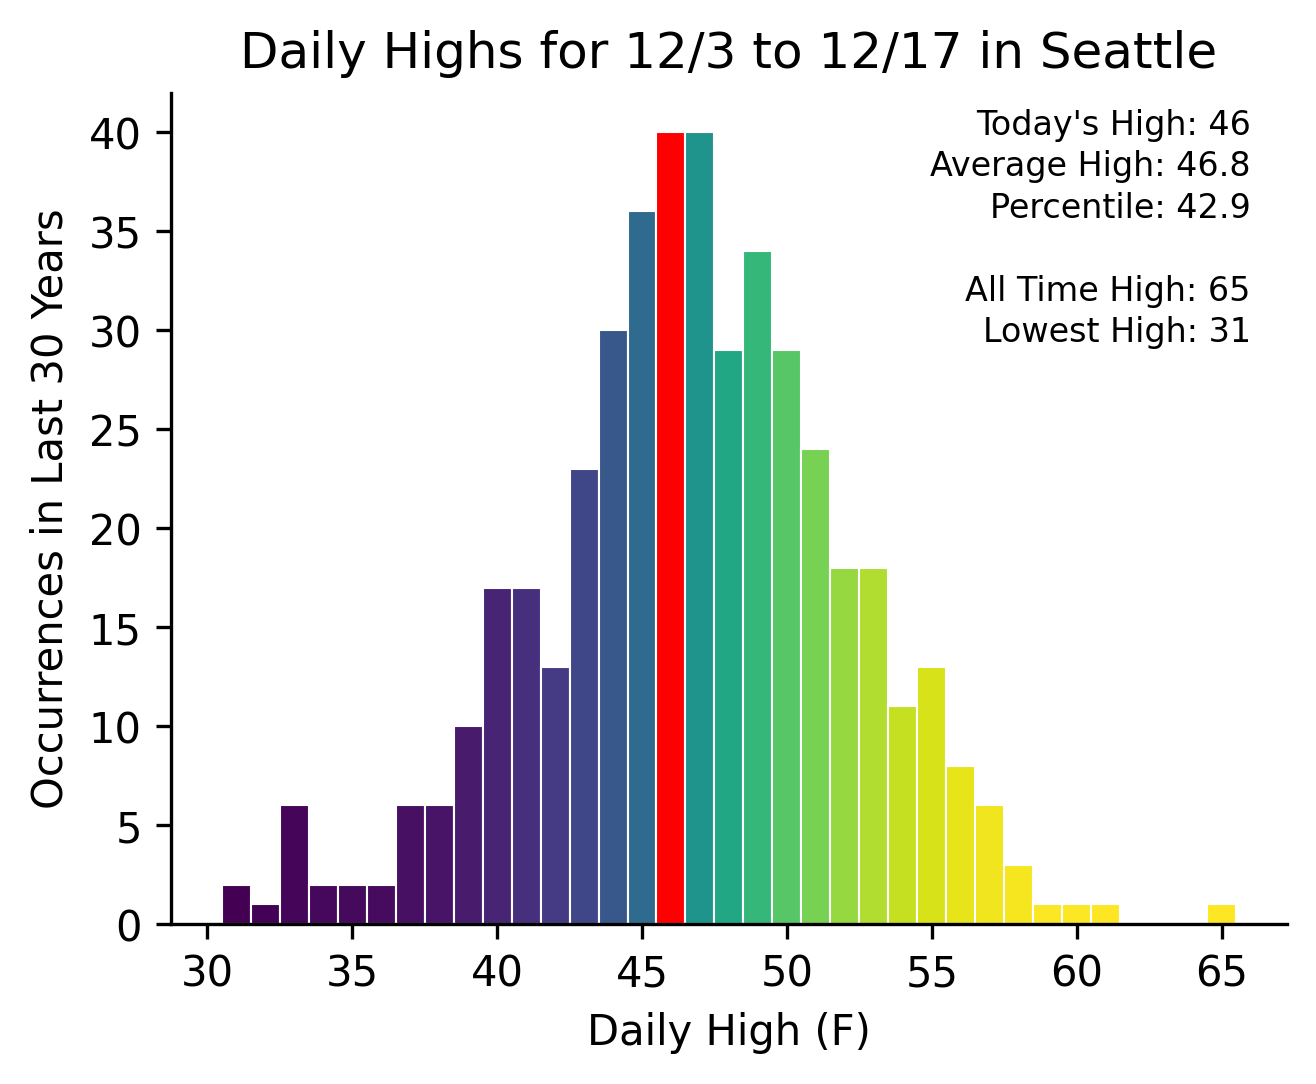 Daily Highs for 12/3 to 12/17 in Seattle
Today's High: 46
Average High: 46.8
Percentile: 42.9
All Time High: 65
Lowest High: 31
Occurrences in Last 30 Years
40
35
30
25
20
15
10
5
0
30 35 40 45 50 55 60 65
Daily High (F)